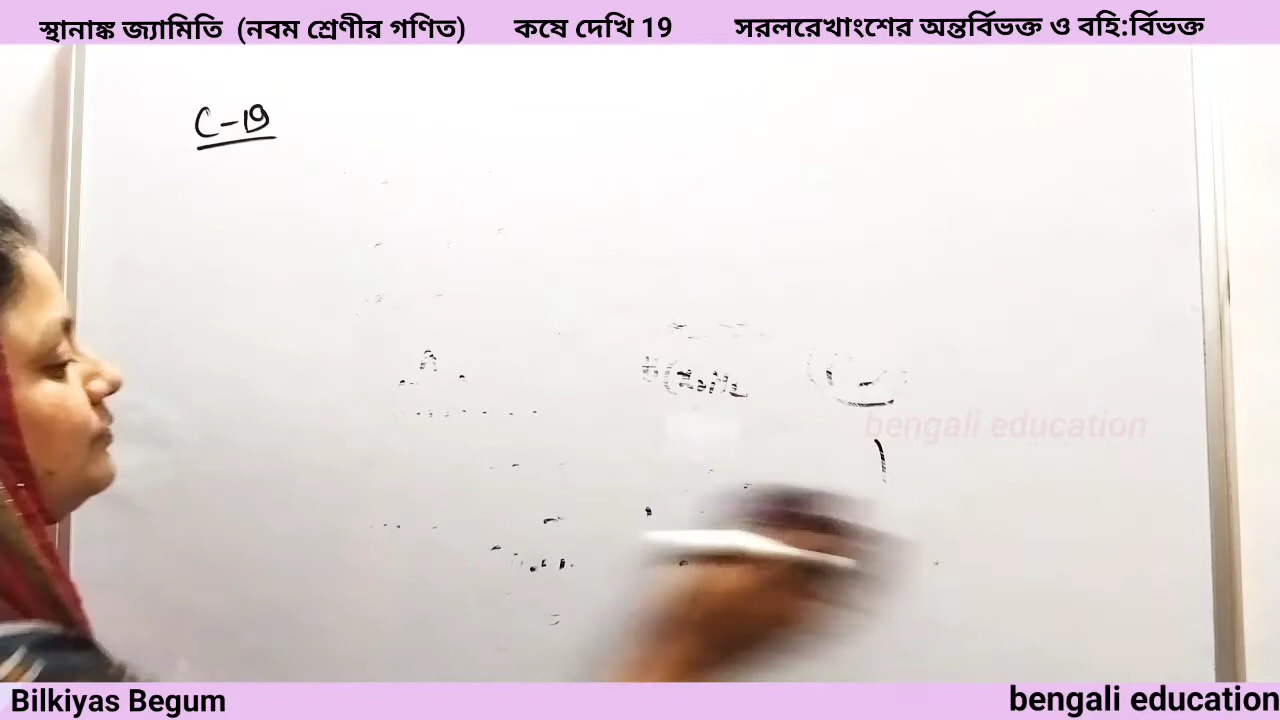 স্থানাঙ্ক জ্যামিতি (নবম শ্রেণীর গণিত) কষে দেখি 19 সরলরেখাংশের অন্তর্বিভক্ত ও বহি:র্বিভক্ত
C-19
bengali education
Bilkiyas Begum
bengali education